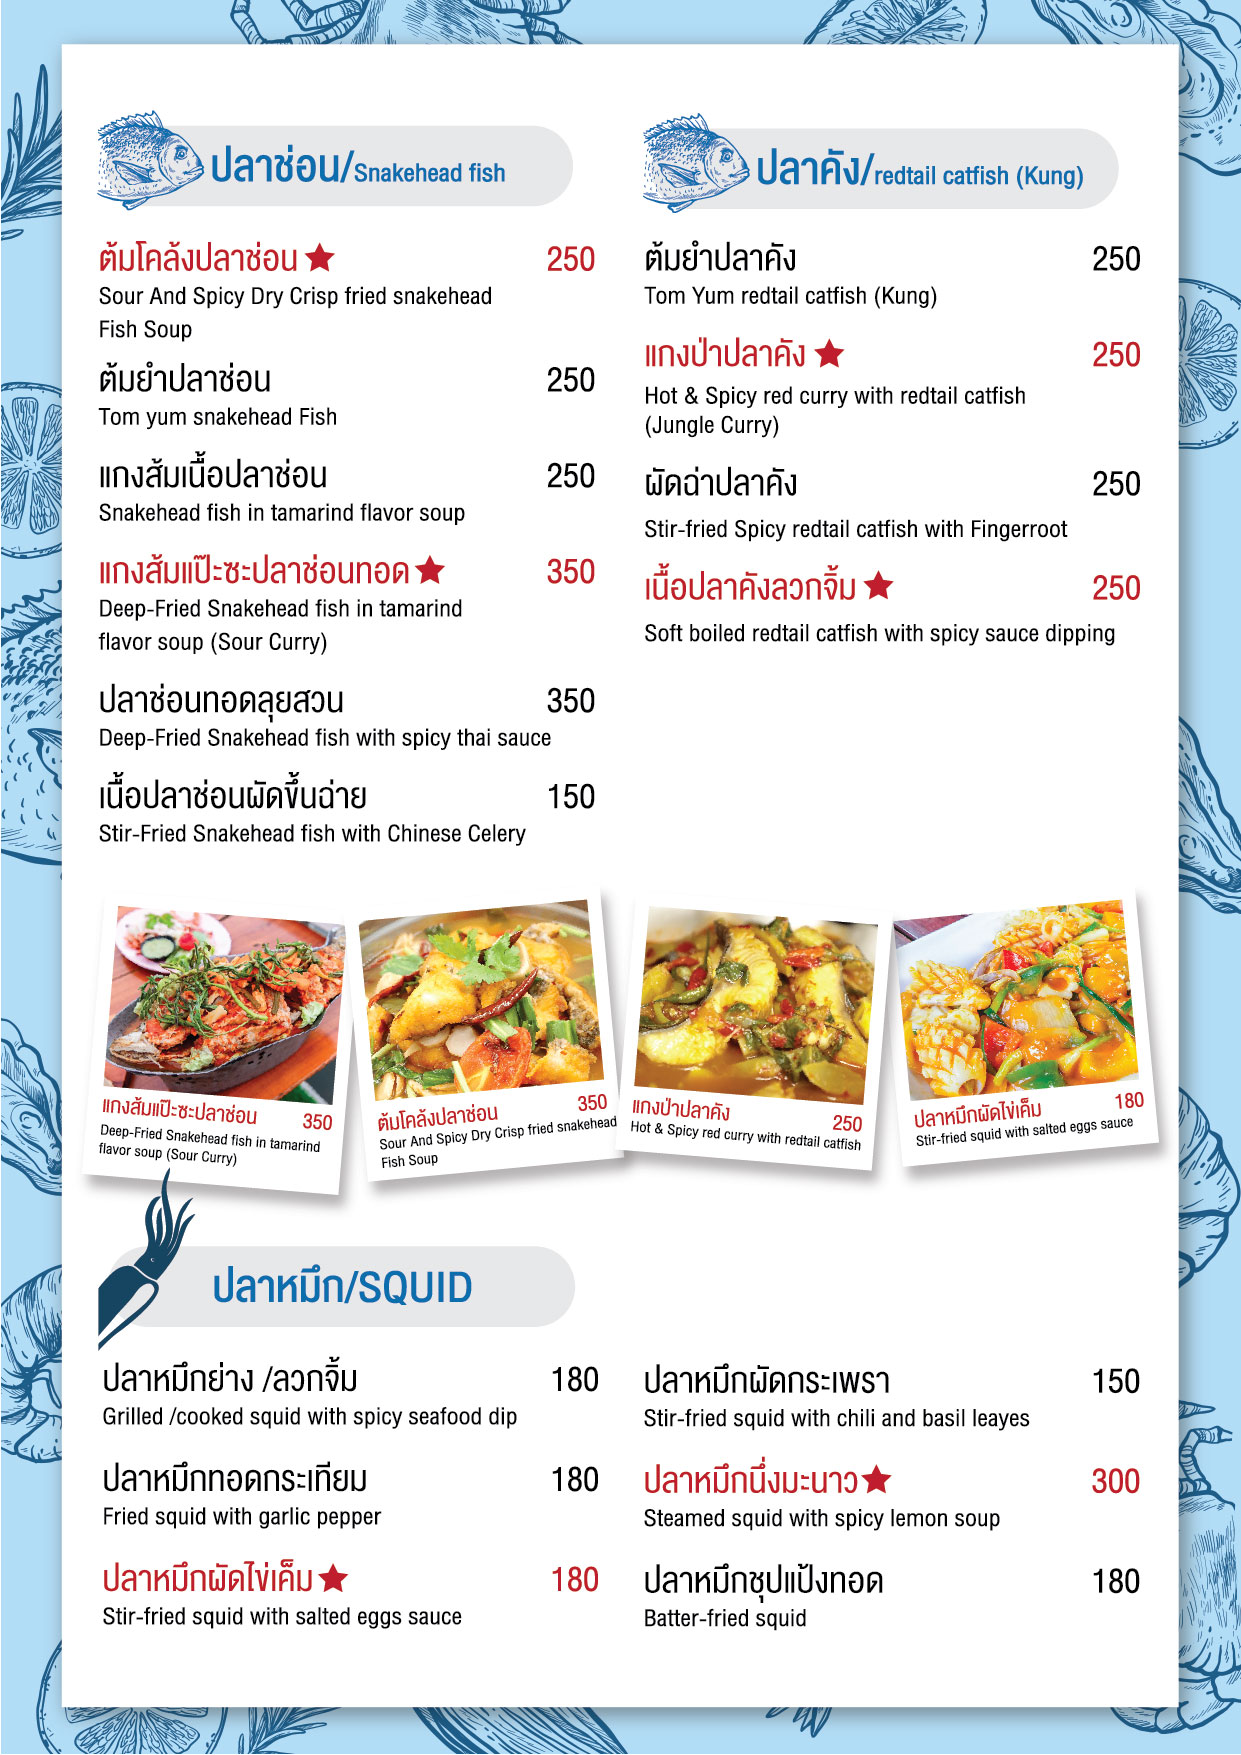 ปลาช่อน/Snakehead fish
ต้มโคล้งปลาช่อน ★ 250
Sour And Spicy Dry Crisp fried snakehead
Fish Soup
ต้มยำปลาช่อน 250
Tom yum snakehead Fish
แกงส้มเนื้อปลาช่อน 250
Snakehead fish in tamarind flavor soup
แกงส้มแป๊ะซะปลาช่อนทอด ★ 350
Deep-Fried Snakehead fish in tamarind
flavor soup (Sour Curry)
ปลาช่อนทอดลุยสวน 350
Deep-Fried Snakehead fish with spicy thai sauce
เนื้อปลาช่อนผัดขึ้นฉ่าย 150
Stir-Fried Snakehead fish with Chinese Celery
ปลาคัง/redtail catfish (Kung)
ต้มยำปลาคัง 250
Tom Yum redtail catfish (Kung)
แกงป่าปลาคัง ★ 250
Hot & Spicy red curry with redtail catfish
(Jungle Curry)
ผัดฉ่าปลาคัง 250
Stir-fried Spicy redtail catfish with Fingerroot
เนื้อปลาคังลวกจิ้ม ★ 250
Soft boiled redtail catfish with spicy sauce dipping
แกงส้มแป๊ะซะปลาช่อน 350
Deep-Fried Snakehead fish in tamarind
flavor soup (Sour Curry)
ต้มโคล้งปลาช่อน 350
Sour And Spicy Dry Crisp fried snakehead
Fish Soup
แกงป่าปลาคัง 250
Hot & Spicy red curry with redtail catfish
ปลาหมึกผัดไข่เค็ม 180
Stir-fried squid with salted eggs sauce
ปลาหมึก/SQUID
ปลาหมึกย่าง /ลวกจิ้ม 180
Grilled /cooked squid with spicy seafood dip
ปลาหมึกทอดกระเทียม 180
Fried squid with garlic pepper
ปลาหมึกผัดไข่เค็ม ★ 180
Stir-fried squid with salted eggs sauce
ปลาหมึกผัดกระเพรา 150
Stir-fried squid with chili and basil leayes
ปลาหมึกนึ่งมะนาว ★ 300
Steamed squid with spicy lemon soup
ปลาหมึกชุปแป้งทอด 180
Batter-fried squid